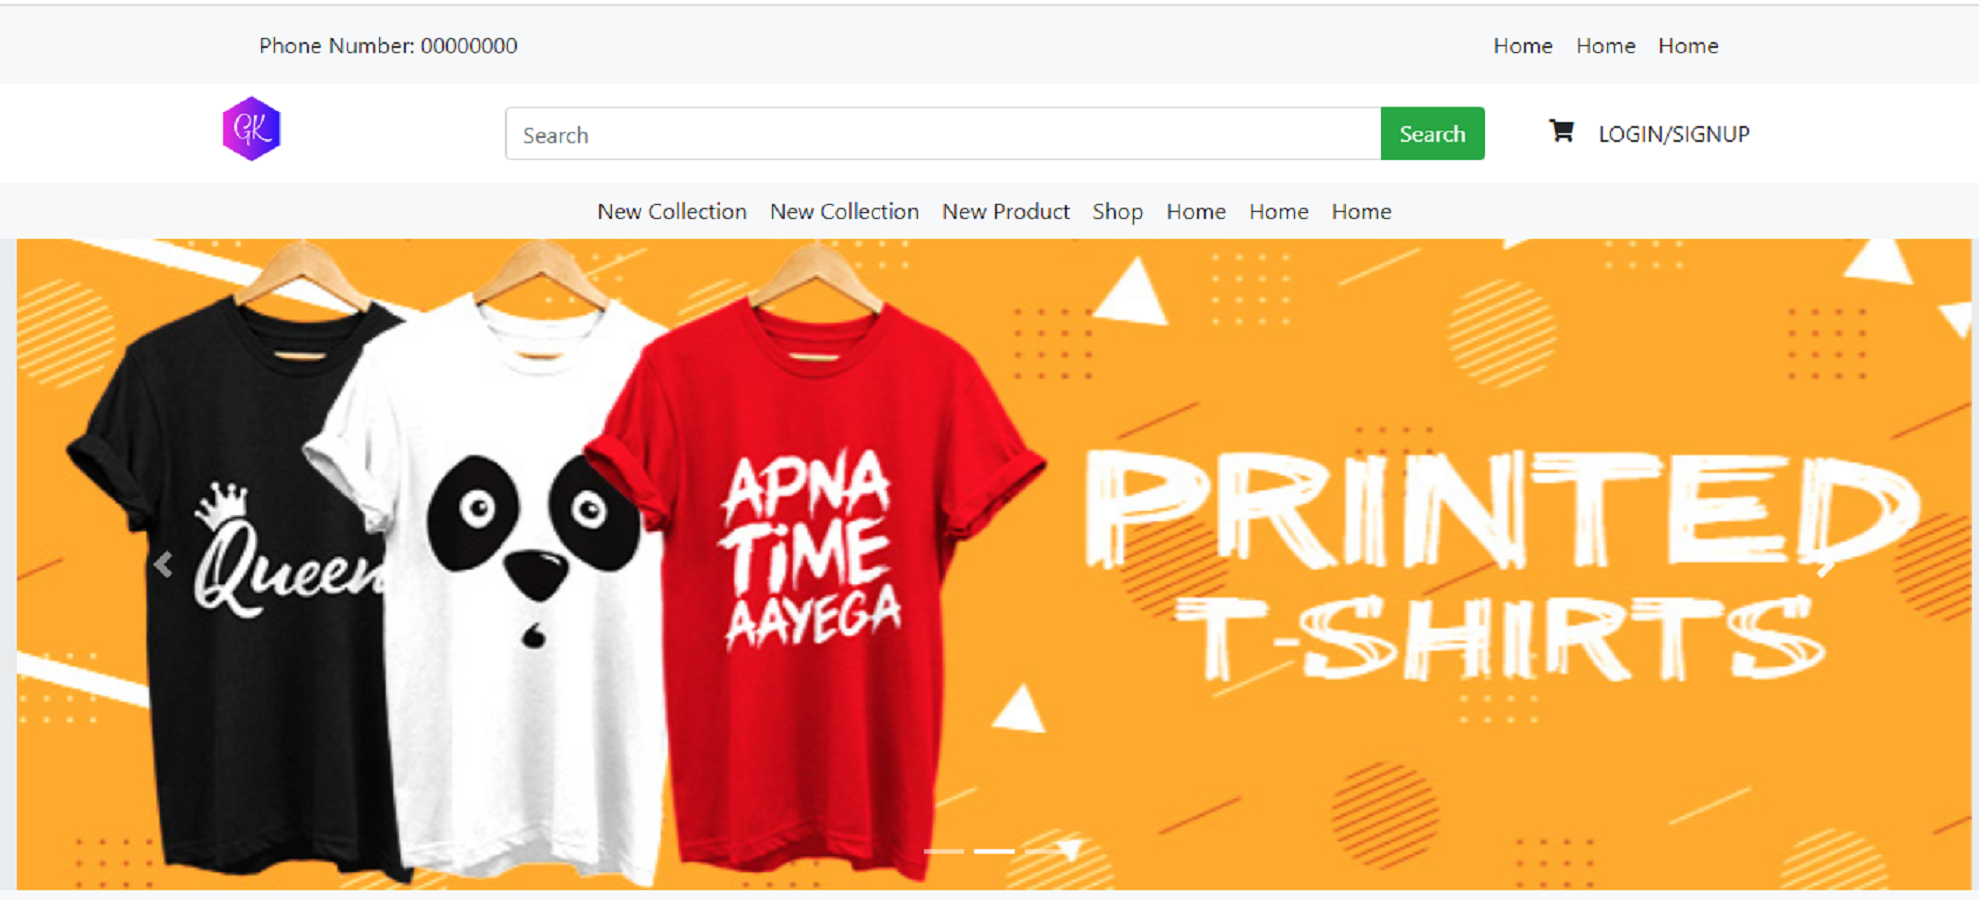 Phone Number: 00000000
Home Home Home
GK
Search
Search
LOGIN/SIGNUP
New Collection New Collection New Product Shop Home Home Home
Queen
APNA
TiME
AAYEGA
PRINTED
T-SHIRTS